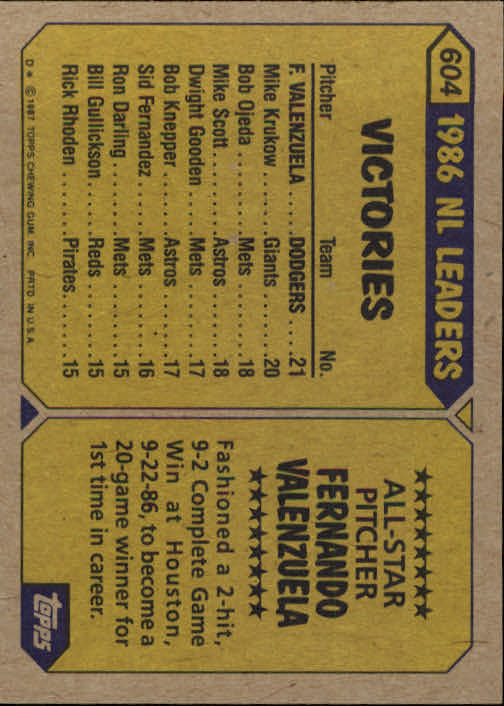 604 1986 NL LEADERS
VICTORIES
Pitcher Team No.
F. VALENZUELA.....DODGERS....21
Mike Krukow.......Giants.......20
Bob Ojeda........Mets........18
Mike Scott........Astros.......18
Dwight Gooden.....Mets........17
Bob Knepper.......Astros.......17
Sid Fernandez......Mets........16
Ron Darling........Mets........15
Bill Gullickson......Reds........15
Rick Rhoden.......Pirates......15
D * © 1987 TOPPS CHEWING GUM, INC. PRTD. IN U.S.A.
★★★★★★★★
ALL-STAR
PITCHER
FERNANDO
VALENZUELA
★★★★★★★★
Fashioned a 2-hit,
9-2 Complete Game
Win at Houston,
9-22-86, to become a
20-game winner for
1st time in career.
topps